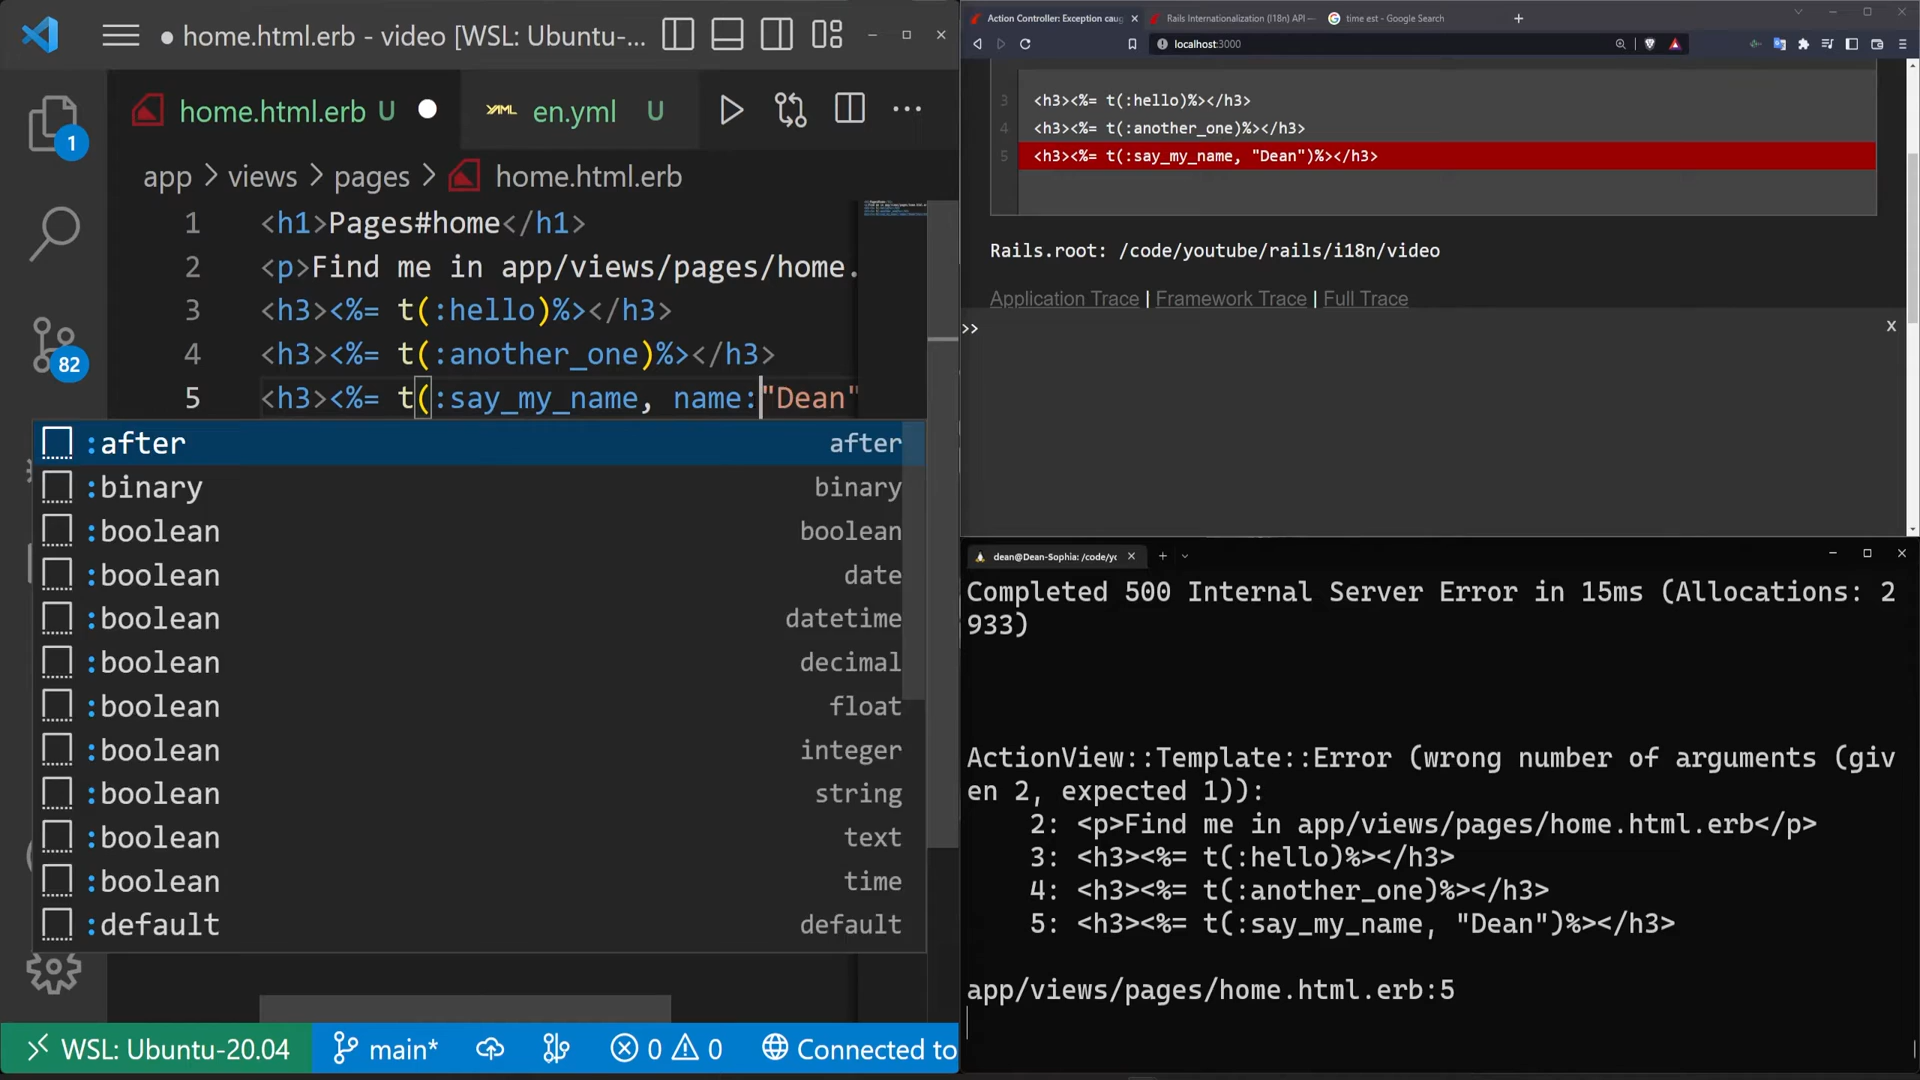 home.html.erb - video [WSL: Ubuntu-...
home.html.erb U
YAML en.yml U
app > views > pages > home.html.erb
1 <h1>Pages#home</h1>
2 <p>Find me in app/views/pages/home.
3 <h3><%= t(:hello)%></h3>
4 <h3><%= t(:another_one)%></h3>
5 <h3><%= t(:say_my_name, name:"Dean"
:after after
:binary binary
:boolean boolean
:boolean date
:boolean datetime
:boolean decimal
:boolean float
:boolean integer
:boolean string
:boolean text
:boolean time
:default default
1
82
WSL: Ubuntu-20.04 main* 0 0 Connected to
Action Controller: Exception caug
Rails Internationalization (I18n) API —
time est - Google Search
localhost:3000
3 <h3><%= t(:hello)%></h3>
4 <h3><%= t(:another_one)%></h3>
5 <h3><%= t(:say_my_name, "Dean")%></h3>
Rails.root: /code/youtube/rails/i18n/video
Application Trace | Framework Trace | Full Trace
>> x
dean@Dean-Sophia: /code/yo
Completed 500 Internal Server Error in 15ms (Allocations: 2
933)
ActionView::Template::Error (wrong number of arguments (giv
en 2, expected 1)):
2: <p>Find me in app/views/pages/home.html.erb</p>
3: <h3><%= t(:hello)%></h3>
4: <h3><%= t(:another_one)%></h3>
5: <h3><%= t(:say_my_name, "Dean")%></h3>
app/views/pages/home.html.erb:5